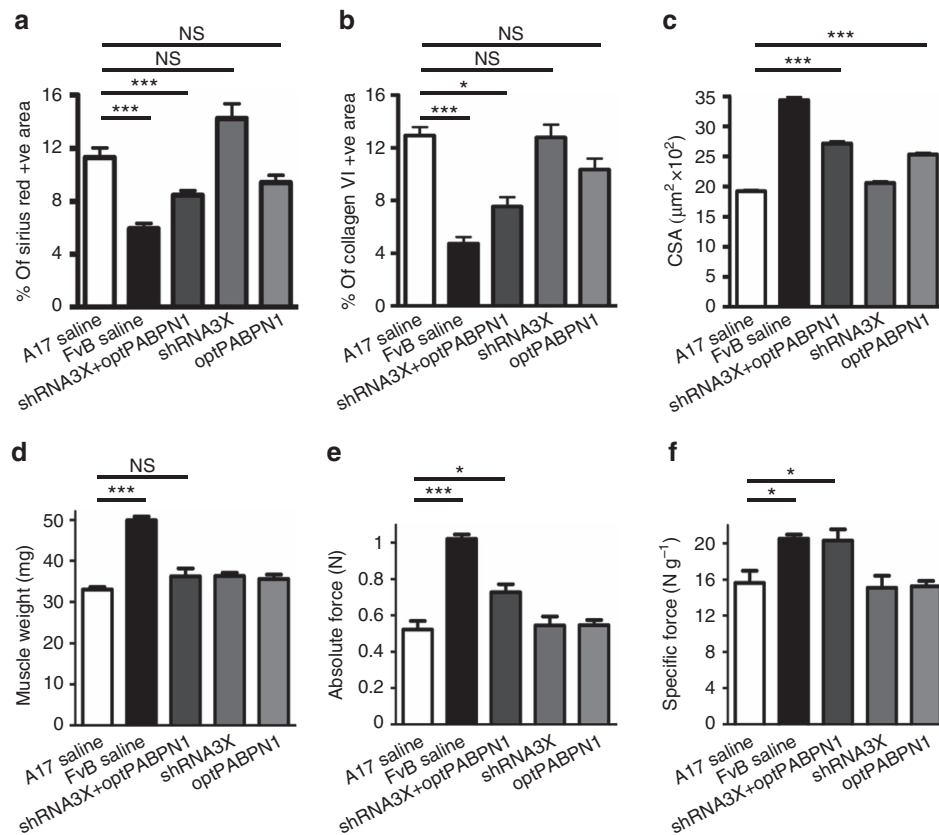 a
NS
NS
***
***
% Of sirius red +ve area
16
12
8
4
0
A17 saline
FvB saline
shRNA3X+optPABPN1
shRNA3X
optPABPN1
b
NS
NS
*
***
% Of collagen VI +ve area
16
12
8
4
0
A17 saline
FvB saline
shRNA3X+optPABPN1
shRNA3X
optPABPN1
c
***
***
CSA (μm² ×10²)
35
30
25
20
15
10
5
0
A17 saline
FvB saline
shRNA3X+optPABPN1
shRNA3X
optPABPN1
d
NS
***
Muscle weight (mg)
50
40
30
20
10
0
A17 saline
FvB saline
shRNA3X+optPABPN1
shRNA3X
optPABPN1
e
*
***
Absolute force (N)
1
0.8
0.6
0.4
0.2
0
A17 saline
FvB saline
shRNA3X+optPABPN1
shRNA3X
optPABPN1
f
*
*
Specific force (N g⁻¹)
20
16
12
8
4
0
A17 saline
FvB saline
shRNA3X+optPABPN1
shRNA3X
optPABPN1